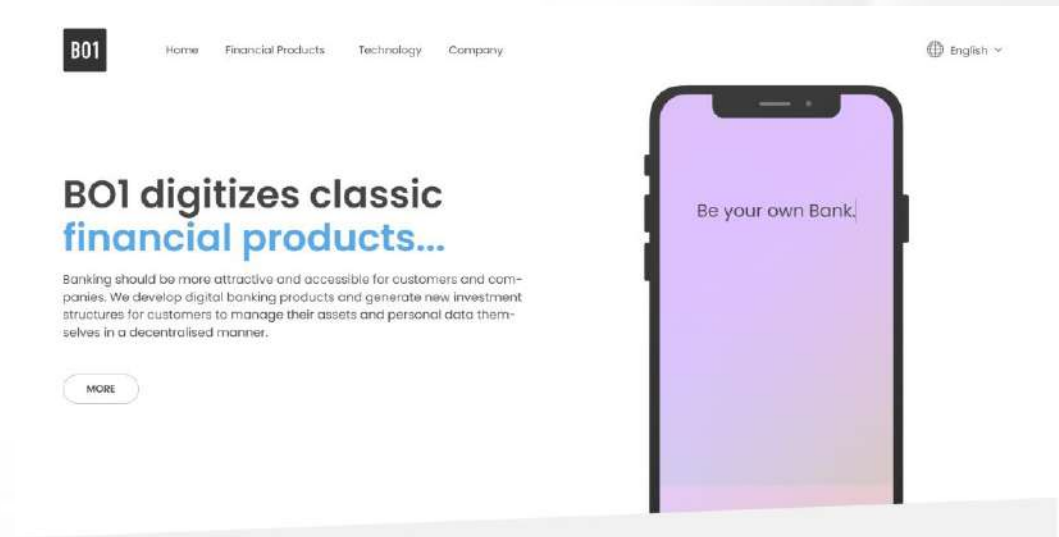 B01
Home Financial Products Technology Company
English
BO1 digitizes classic
financial products...
Banking should be more attractive and accessible for customers and com-
panies. We develop digital banking products and generate new investment
structures for customers to manage their assets and personal data them-
selves in a decentralised manner.
MORE
Be your own Bank.